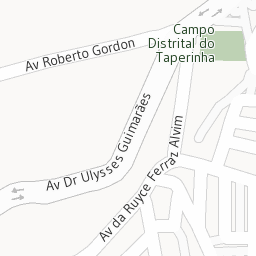 Campo
Distrital do
Taperinha
Av Roberto Gordon
Av Dr Ulysses Guimarães
Av da Ruyce Ferraz Alvim